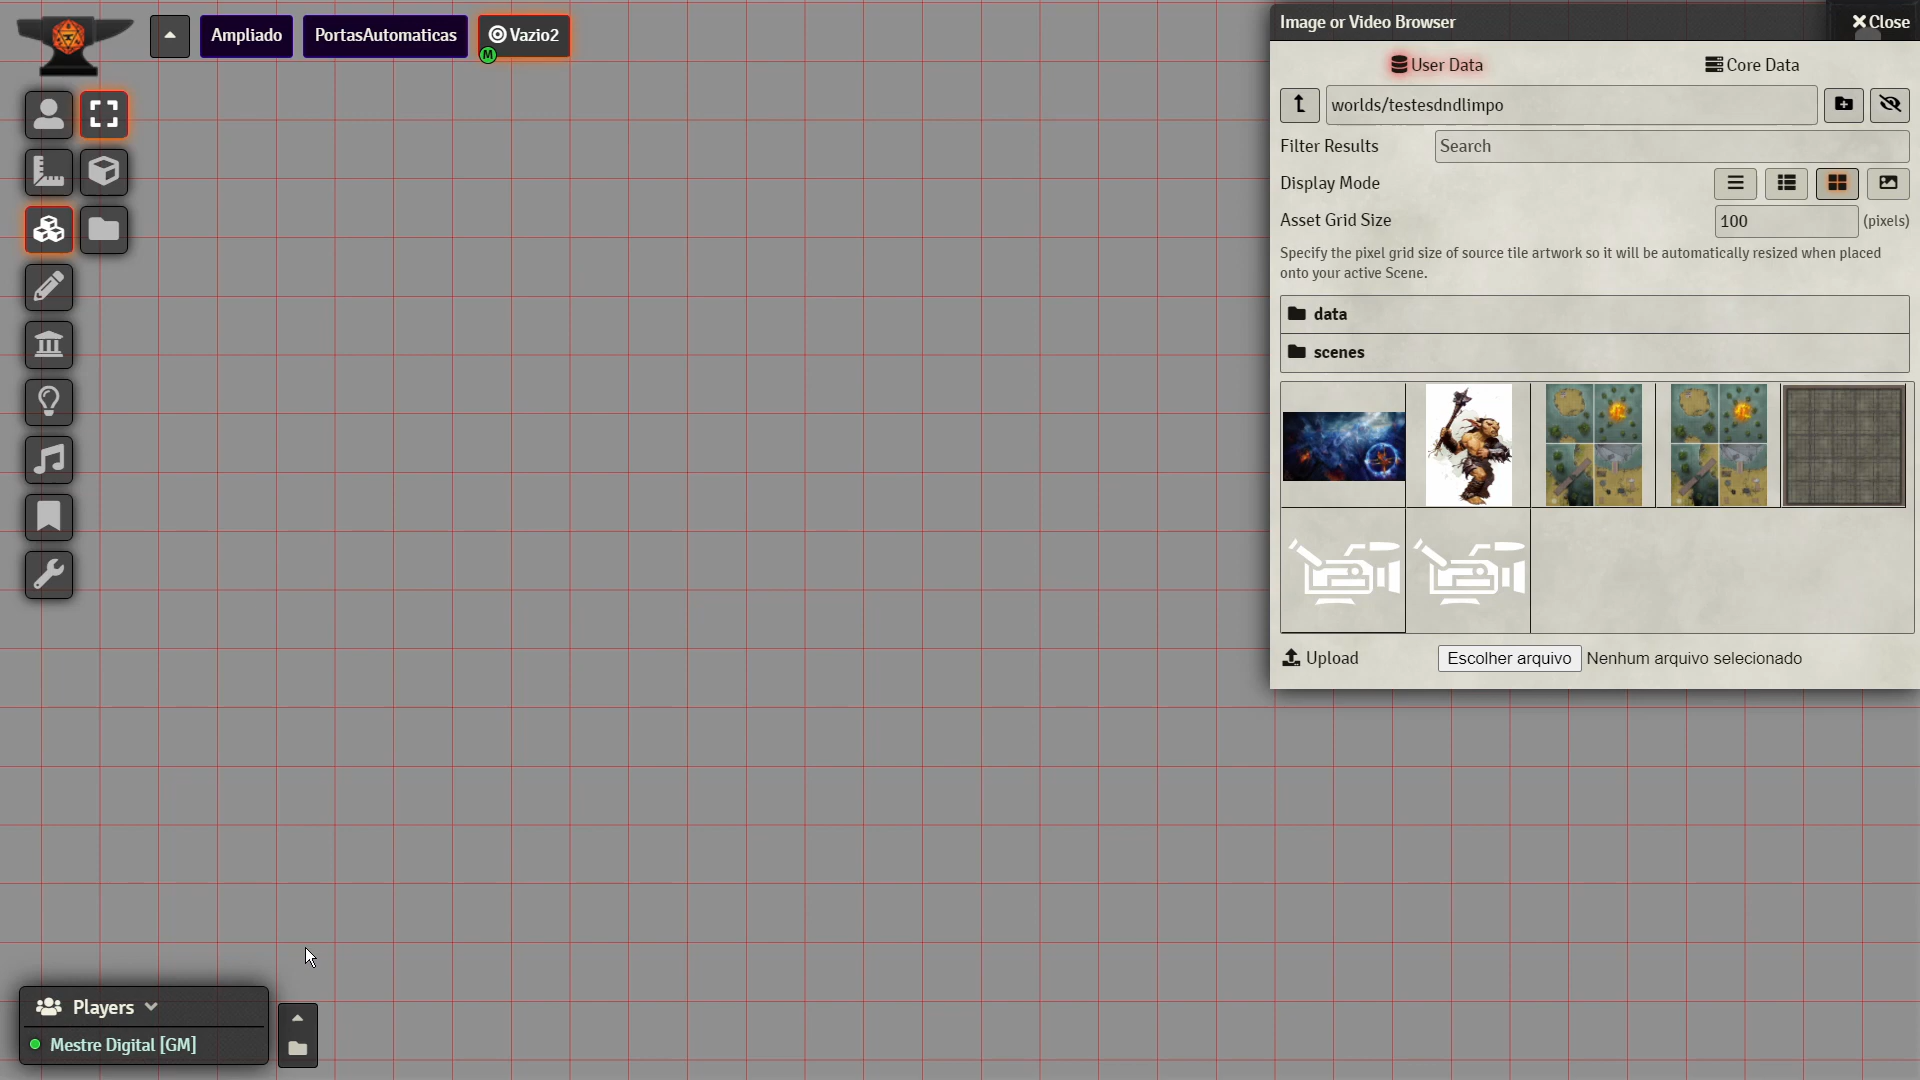 Ampliado
PortasAutomaticas
Vazio2
M
Image or Video Browser
Close
User Data
Core Data
worlds/testesdndlimpo
Filter Results
Search
Display Mode
Asset Grid Size
100
(pixels)
Specify the pixel grid size of source tile artwork so it will be automatically resized when placed
onto your active Scene.
data
scenes
Upload
Escolher arquivo
Nenhum arquivo selecionado
Players
Mestre Digital [GM]